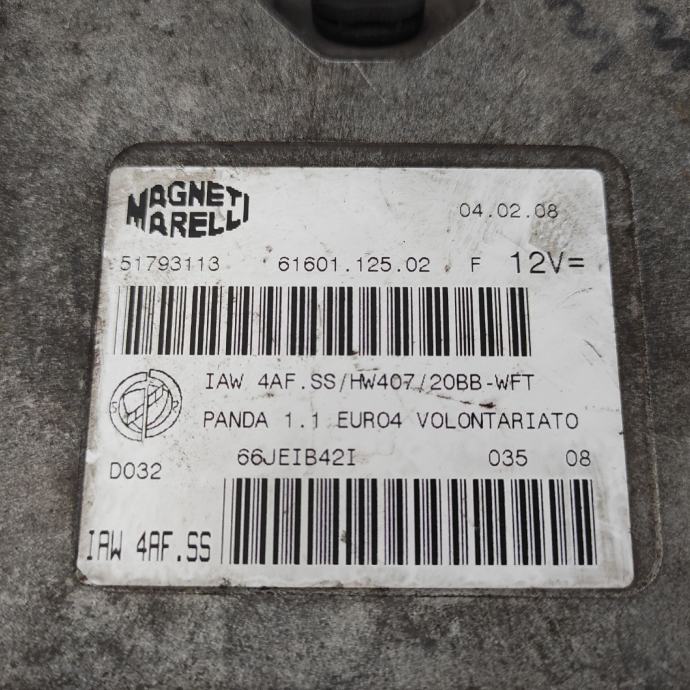 MAGNETI
MARELLI
04.02.08
51793113 61601.125.02 F 12V=
IAW 4AF.SS/HW407/20BB-WFT
PANDA 1.1 EURO4 VOLONTARIATO
D032 66JEIB42I 035 08
IAW 4AF.SS